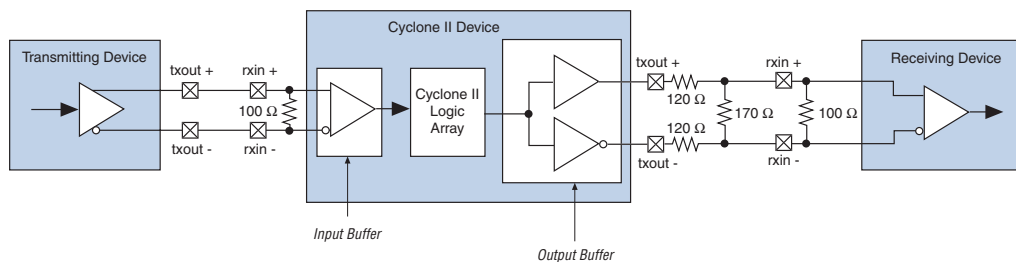 Cyclone II Device
Transmitting Device
txout +
rxin +
100 Ω
txout -
rxin -
Cyclone II
Logic
Array
txout +
120 Ω
120 Ω
txout -
170 Ω
rxin +
100 Ω
rxin -
Receiving Device
Input Buffer
Output Buffer